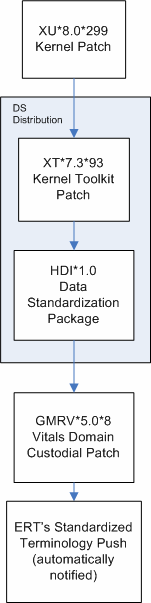 XU*8.0*299
Kernel Patch
DS
Distribution
XT*7.3*93
Kernel Toolkit
Patch
HDI*1.0
Data
Standardization
Package
GMRV*5.0*8
Vitals Domain
Custodial Patch
ERT's Standardized
Terminology Push
(automatically
notified)